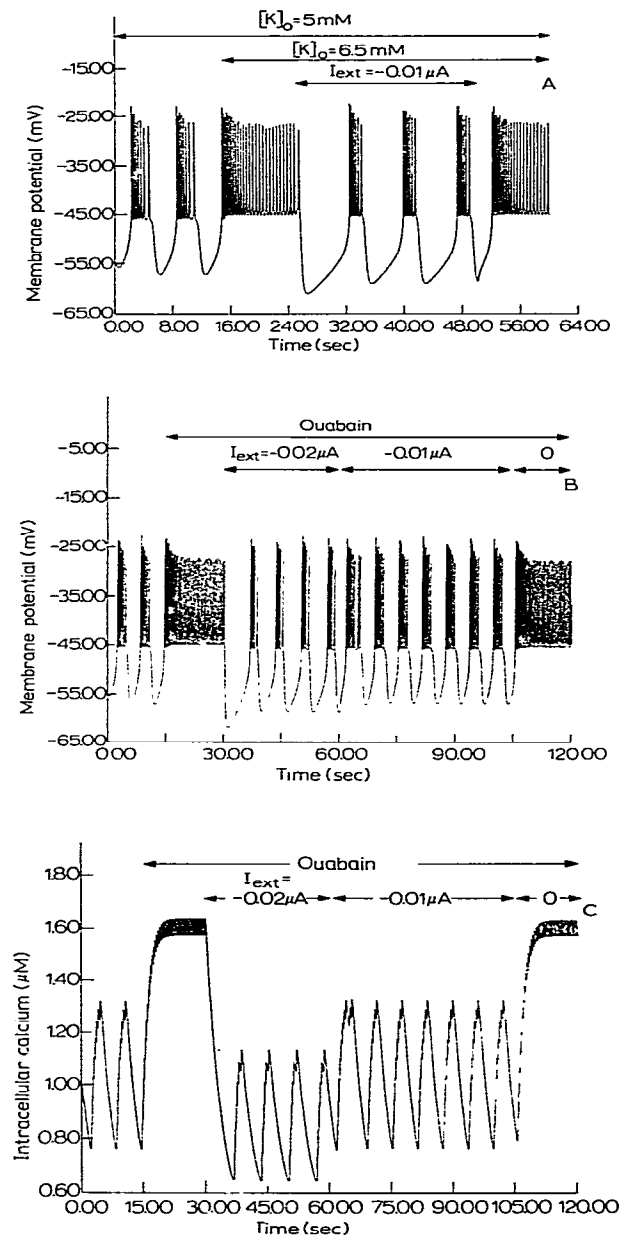 [K]o=5mM
[K]o=6.5mM
Iext=-0.01μA
A
-15.00
-25.00
-35.00
-45.00
-55.00
-65.00
Membrane potential (mV)
0.00 8.00 16.00 24.00 32.00 40.00 48.00 56.00 64.00
Time (sec)
Ouabain
Iext=-002μA -0.01μA 0
B
-5.00
-15.00
-25.00
-35.00
-45.00
-55.00
-65.00
Membrane potential (mV)
0.00 30.00 60.00 90.00 120.00
Time (sec)
Ouabain
Iext=
-0.02μA -0.01μA 0
C
1.80
1.60
1.40
1.20
1.00
0.80
0.60
Intracellular calcium (μM)
0.00 15.00 30.00 45.00 60.00 75.00 90.00 105.00 120.00
Time (sec)